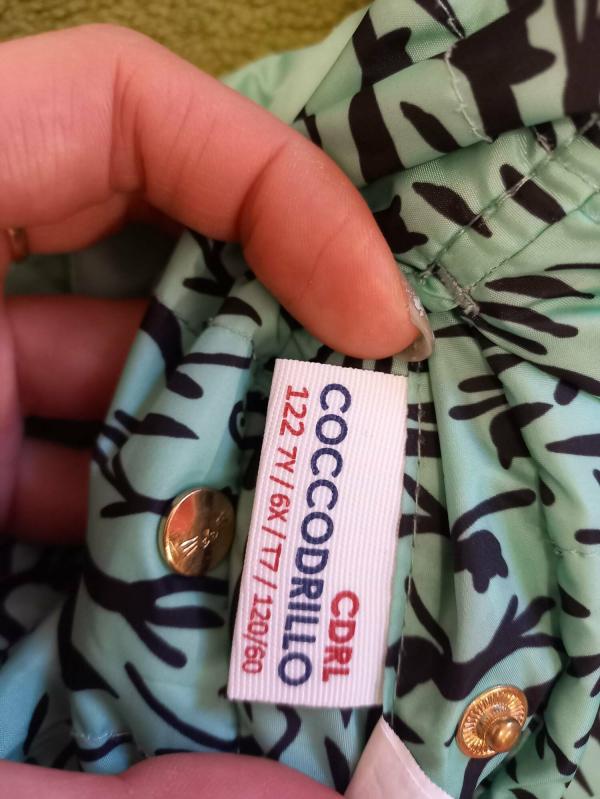 CDRL
COCCODRILLO
122 7Y / 6X / T7 / 120/60